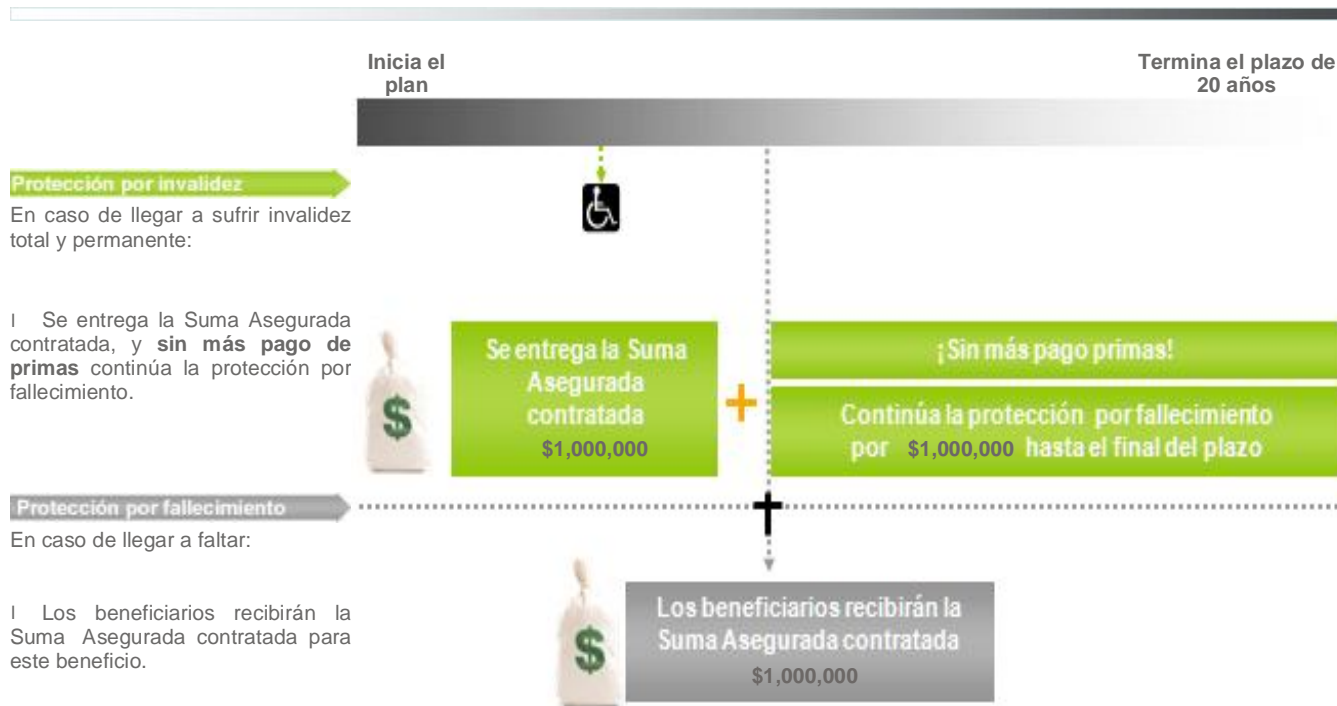 Inicia el
plan
Termina el plazo de
20 años
Protección por invalidez
En caso de llegar a sufrir invalidez
total y permanente:
l Se entrega la Suma Asegurada
contratada, y sin más pago de
primas continúa la protección por
fallecimiento.
$
Se entrega la Suma
Asegurada
contratada
$1,000,000
¡Sin más pago primas!
Continúa la protección por fallecimiento
por $1,000,000 hasta el final del plazo
Protección por fallecimiento
En caso de llegar a faltar:
l Los beneficiarios recibirán la
Suma Asegurada contratada para
este beneficio.
$
Los beneficiarios recibirán la
Suma Asegurada contratada
$1,000,000